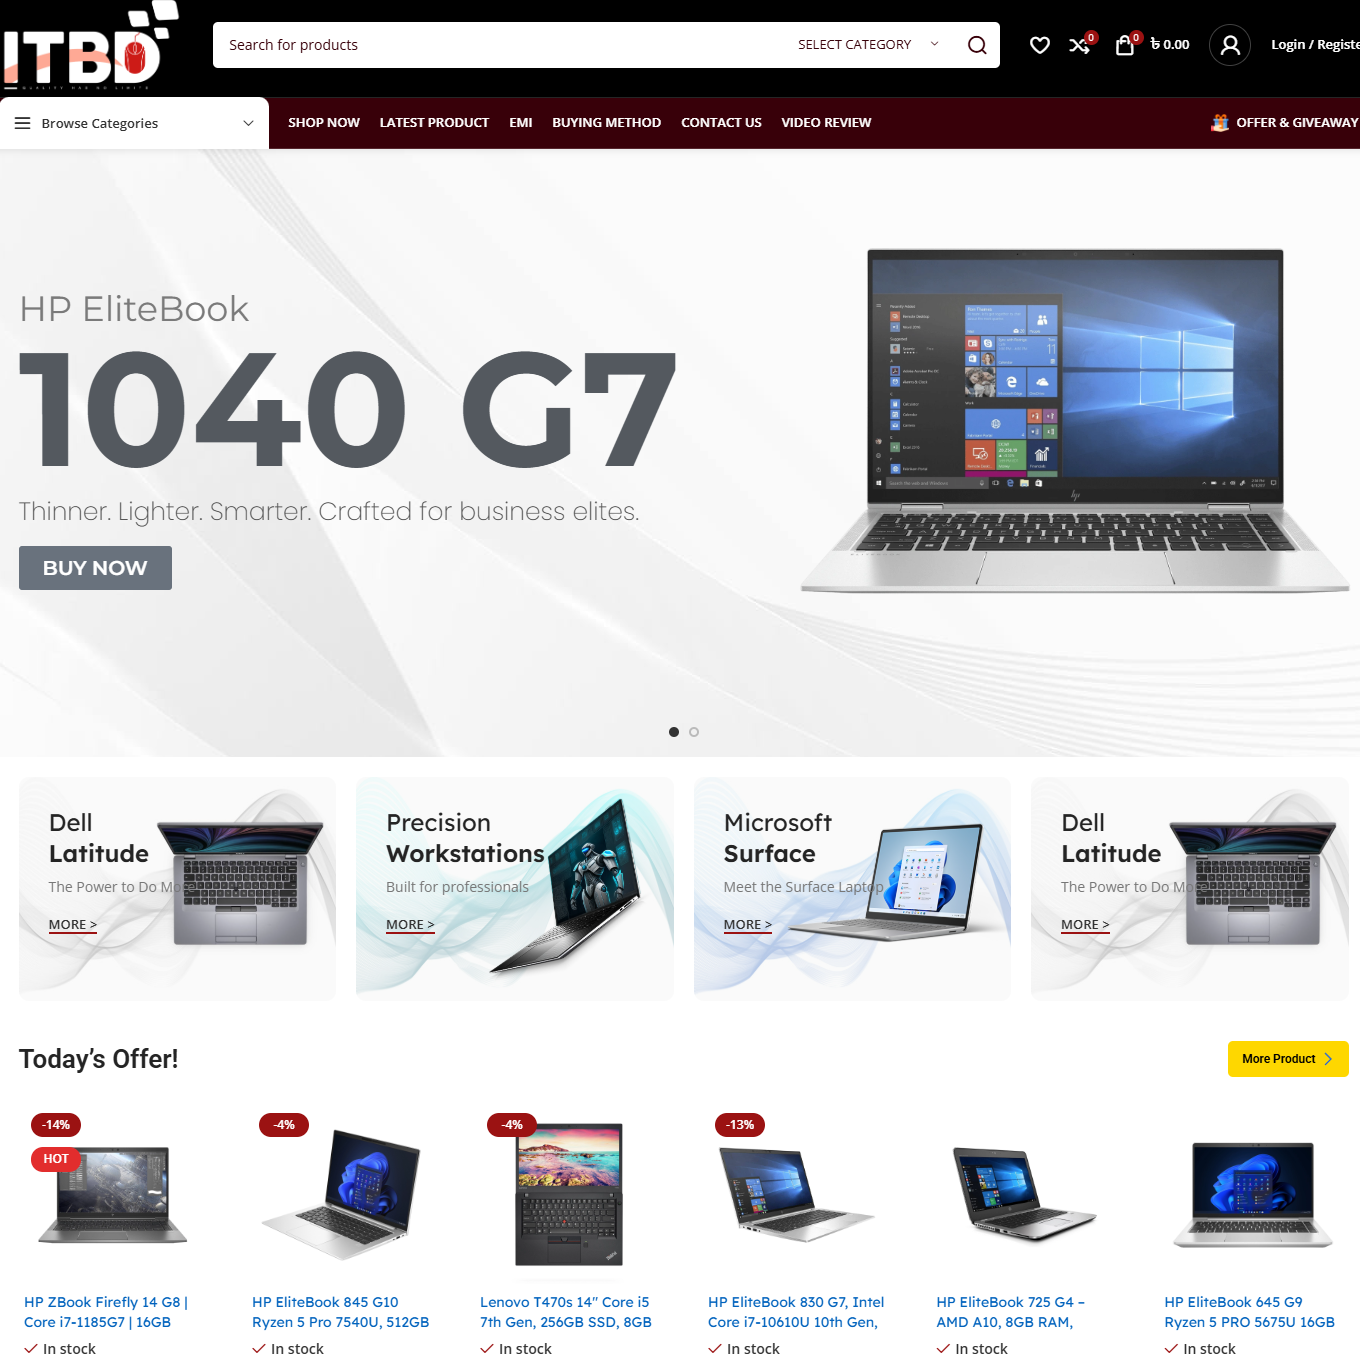 ITBD
QUALITY HAS NO LIMITS
Search for products
SELECT CATEGORY
0
0
৳ 0.00
Login / Registe
Browse Categories
SHOP NOW
LATEST PRODUCT
EMI
BUYING METHOD
CONTACT US
VIDEO REVIEW
OFFER & GIVEAWAY
HP EliteBook
1040 G7
Thinner. Lighter. Smarter. Crafted for business elites.
BUY NOW
Dell
Latitude
The Power to Do More
MORE >
Precision
Workstations
Built for professionals
MORE >
Microsoft
Surface
Meet the Surface Laptop
MORE >
Dell
Latitude
The Power to Do More
MORE >
Today’s Offer!
More Product
-14%
HOT
-4%
-4%
-13%
HP ZBook Firefly 14 G8 |
Core i7-1185G7 | 16GB
In stock
HP EliteBook 845 G10
Ryzen 5 Pro 7540U, 512GB
In stock
Lenovo T470s 14″ Core i5
7th Gen, 256GB SSD, 8GB
In stock
HP EliteBook 830 G7, Intel
Core i7-10610U 10th Gen,
In stock
HP EliteBook 725 G4 –
AMD A10, 8GB RAM,
In stock
HP EliteBook 645 G9
Ryzen 5 PRO 5675U 16GB
In stock